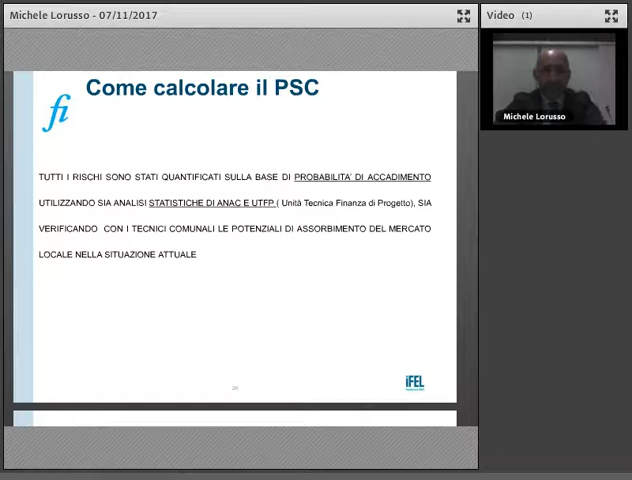 Michele Lorusso - 07/11/2017
Video (1)
Michele Lorusso
Come calcolare il PSC
fi
TUTTI I RISCHI SONO STATI QUANTIFICATI SULLA BASE DI PROBABILITA' DI ACCADIMENTO
UTILIZZANDO SIA ANALISI STATISTICHE DI ANAC E UTFP ( Unità Tecnica Finanza di Progetto), SIA
VERIFICANDO CON I TECNICI COMUNALI LE POTENZIALI DI ASSORBIMENTO DEL MERCATO
LOCALE NELLA SITUAZIONE ATTUALE
iFEL